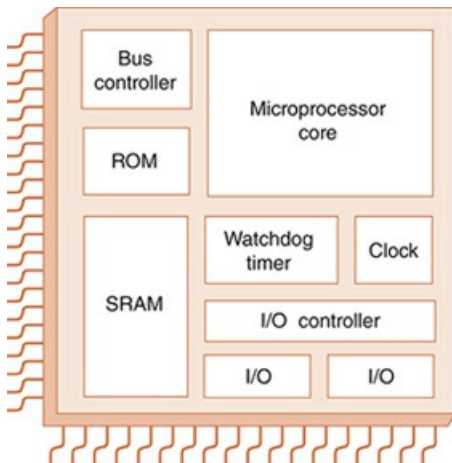 Bus
controller
Microprocessor
core
ROM
SRAM
Watchdog
timer
Clock
I/O controller
I/O
I/O